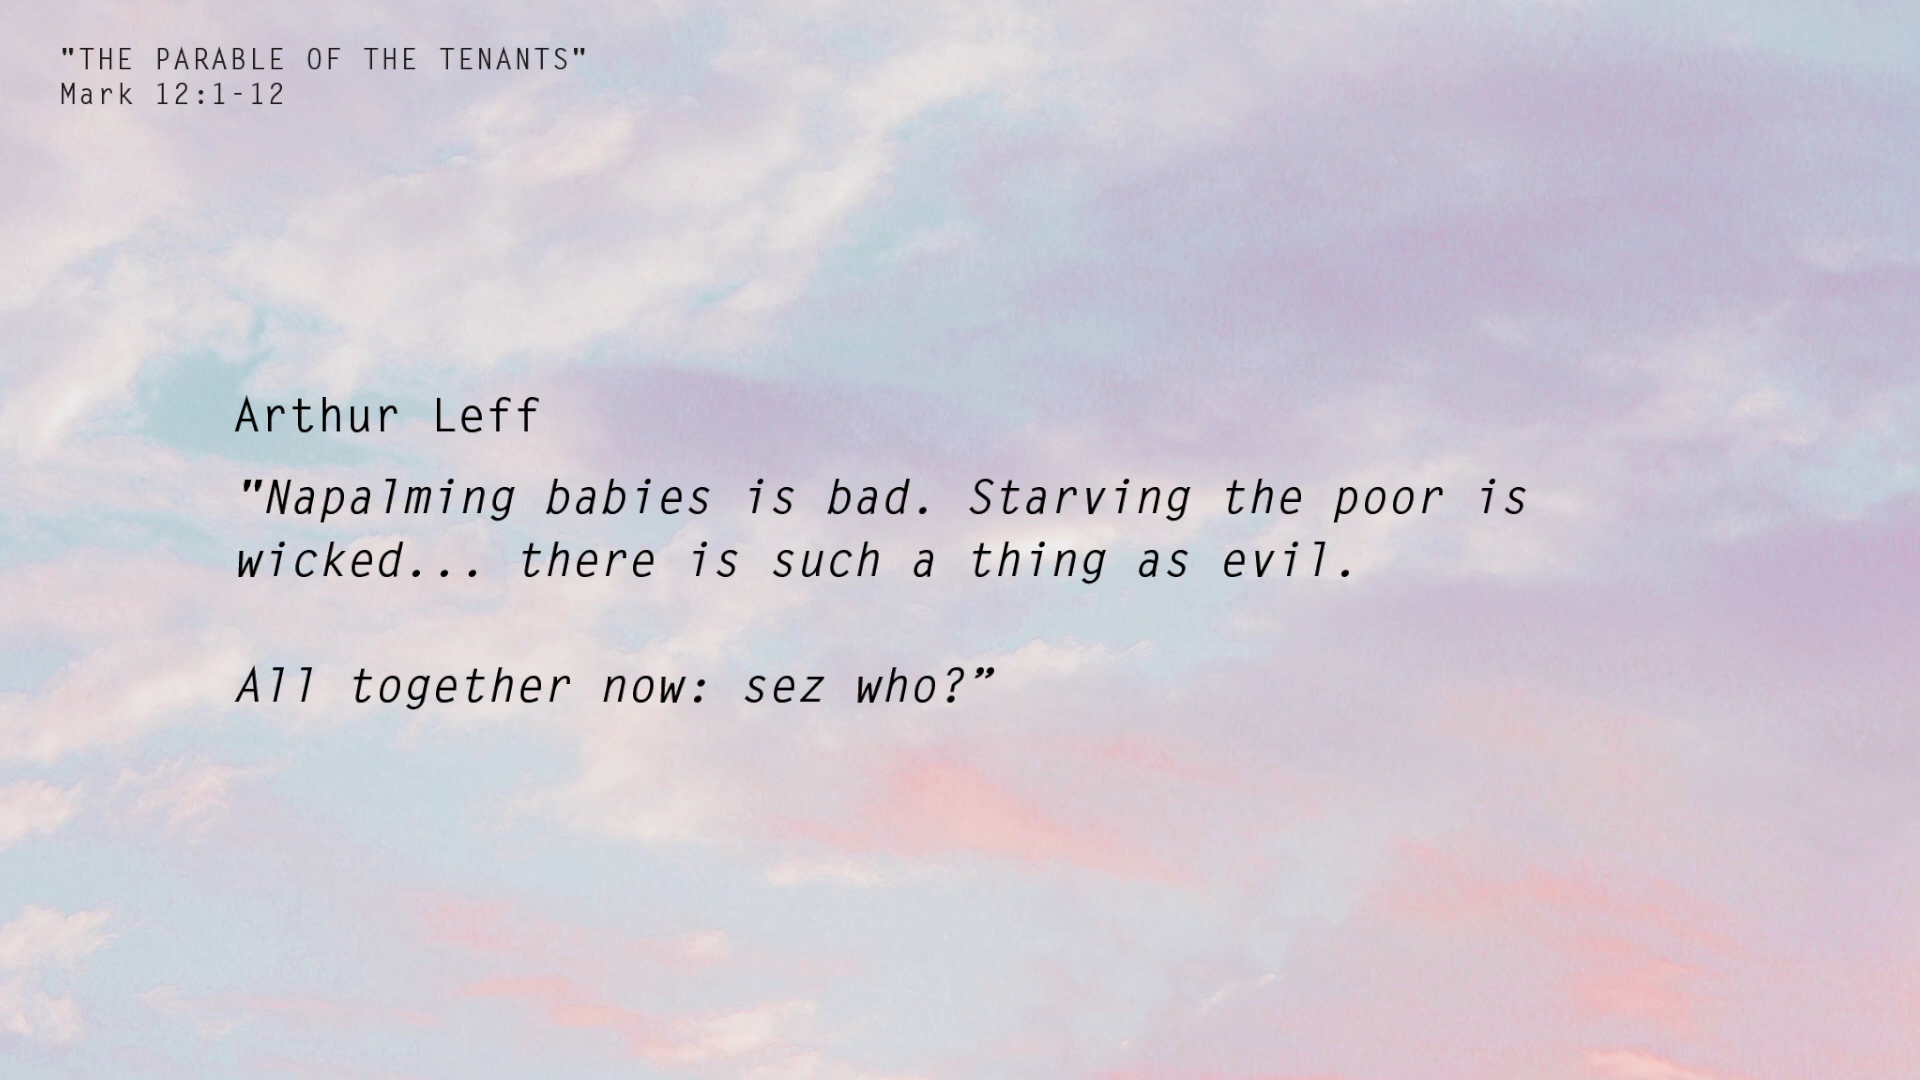 "THE PARABLE OF THE TENANTS"
Mark 12:1-12
Arthur Leff
"Napalming babies is bad. Starving the poor is
wicked... there is such a thing as evil.
All together now: sez who?”